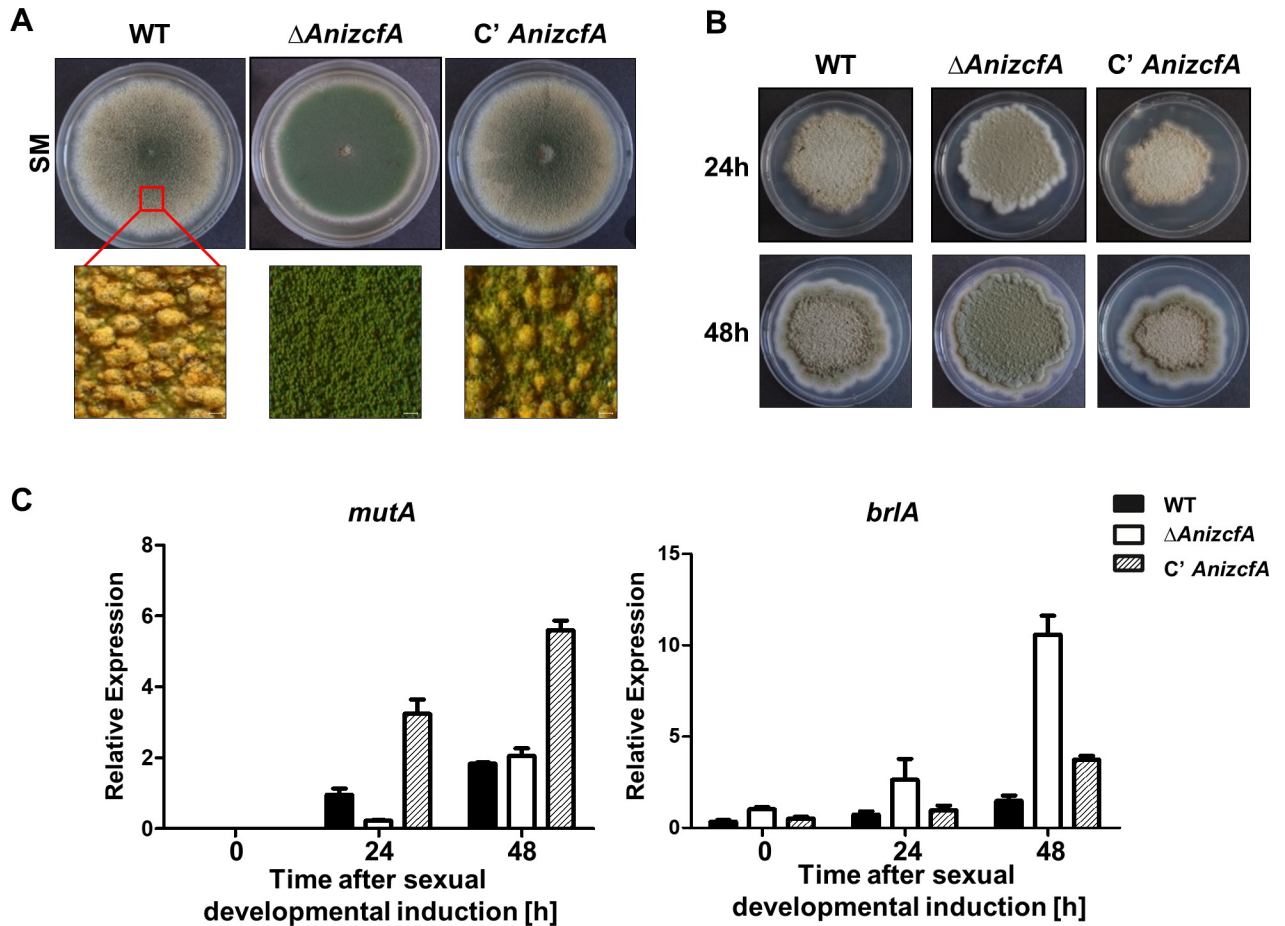 A
WT
ΔAnizcfA
C' AnizcfA
SM
B
WT
ΔAnizcfA
C' AnizcfA
24h
48h
C
mutA
Relative Expression
8
6
4
2
0
0
24
48
Time after sexual
developmental induction [h]
brlA
Relative Expression
15
10
5
0
0
24
48
Time after sexual
developmental induction [h]
WT
ΔAnizcfA
C' AnizcfA